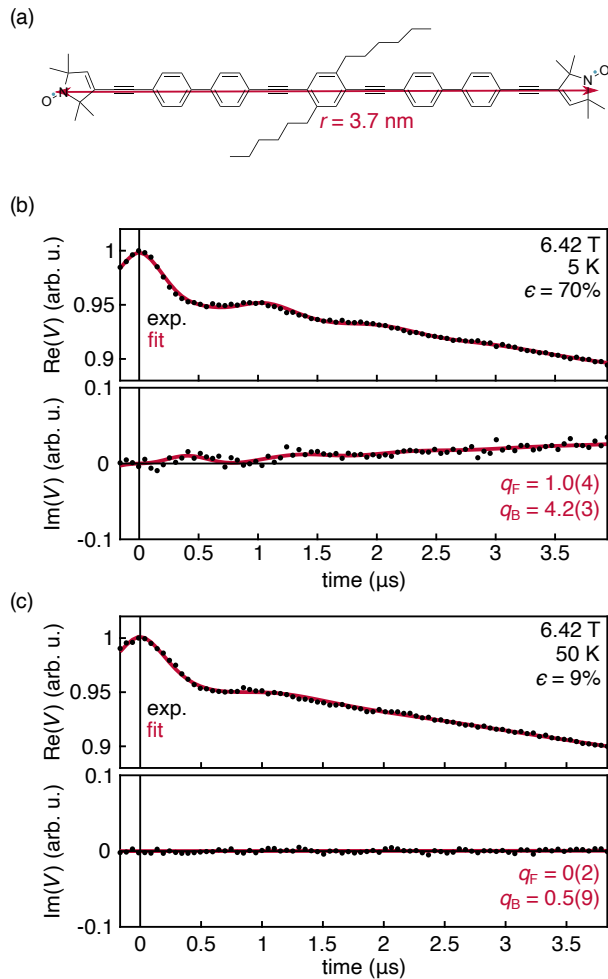 (a)
O N
N O
r = 3.7 nm
(b)
Re(V) (arb. u.)
1
0.95
0.9
6.42 T
5 K
ϵ = 70%
exp.
fit
Im(V) (arb. u.)
0.1
0
-0.1
q_F = 1.0(4)
q_B = 4.2(3)
0 0.5 1 1.5 2 2.5 3 3.5
time (µs)
(c)
Re(V) (arb. u.)
1
0.95
0.9
6.42 T
50 K
ϵ = 9%
exp.
fit
Im(V) (arb. u.)
0.1
0
-0.1
q_F = 0(2)
q_B = 0.5(9)
0 0.5 1 1.5 2 2.5 3 3.5
time (µs)